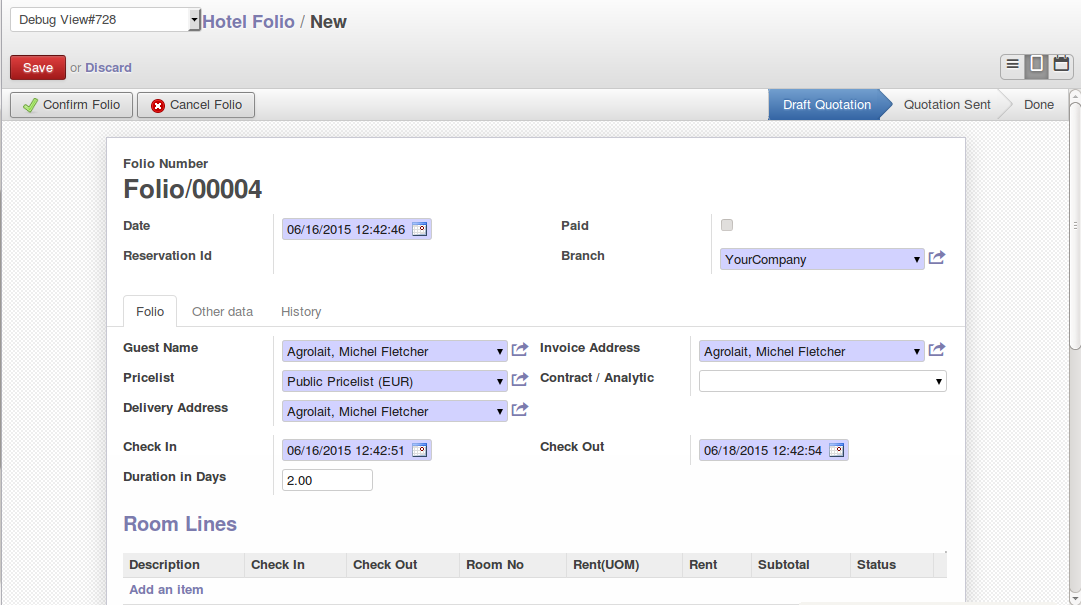 Debug View#728 Hotel Folio / New
Save or Discard
Confirm Folio Cancel Folio Draft Quotation Quotation Sent Done
Folio Number
Folio/00004
Date 06/16/2015 12:42:46 Paid
Reservation Id Branch YourCompany
Folio Other data History
Guest Name Agrolait, Michel Fletcher Invoice Address Agrolait, Michel Fletcher
Pricelist Public Pricelist (EUR) Contract / Analytic
Delivery Address Agrolait, Michel Fletcher
Check In 06/16/2015 12:42:51 Check Out 06/18/2015 12:42:54
Duration in Days 2.00
Room Lines
Description Check In Check Out Room No Rent(UOM) Rent Subtotal Status
Add an item